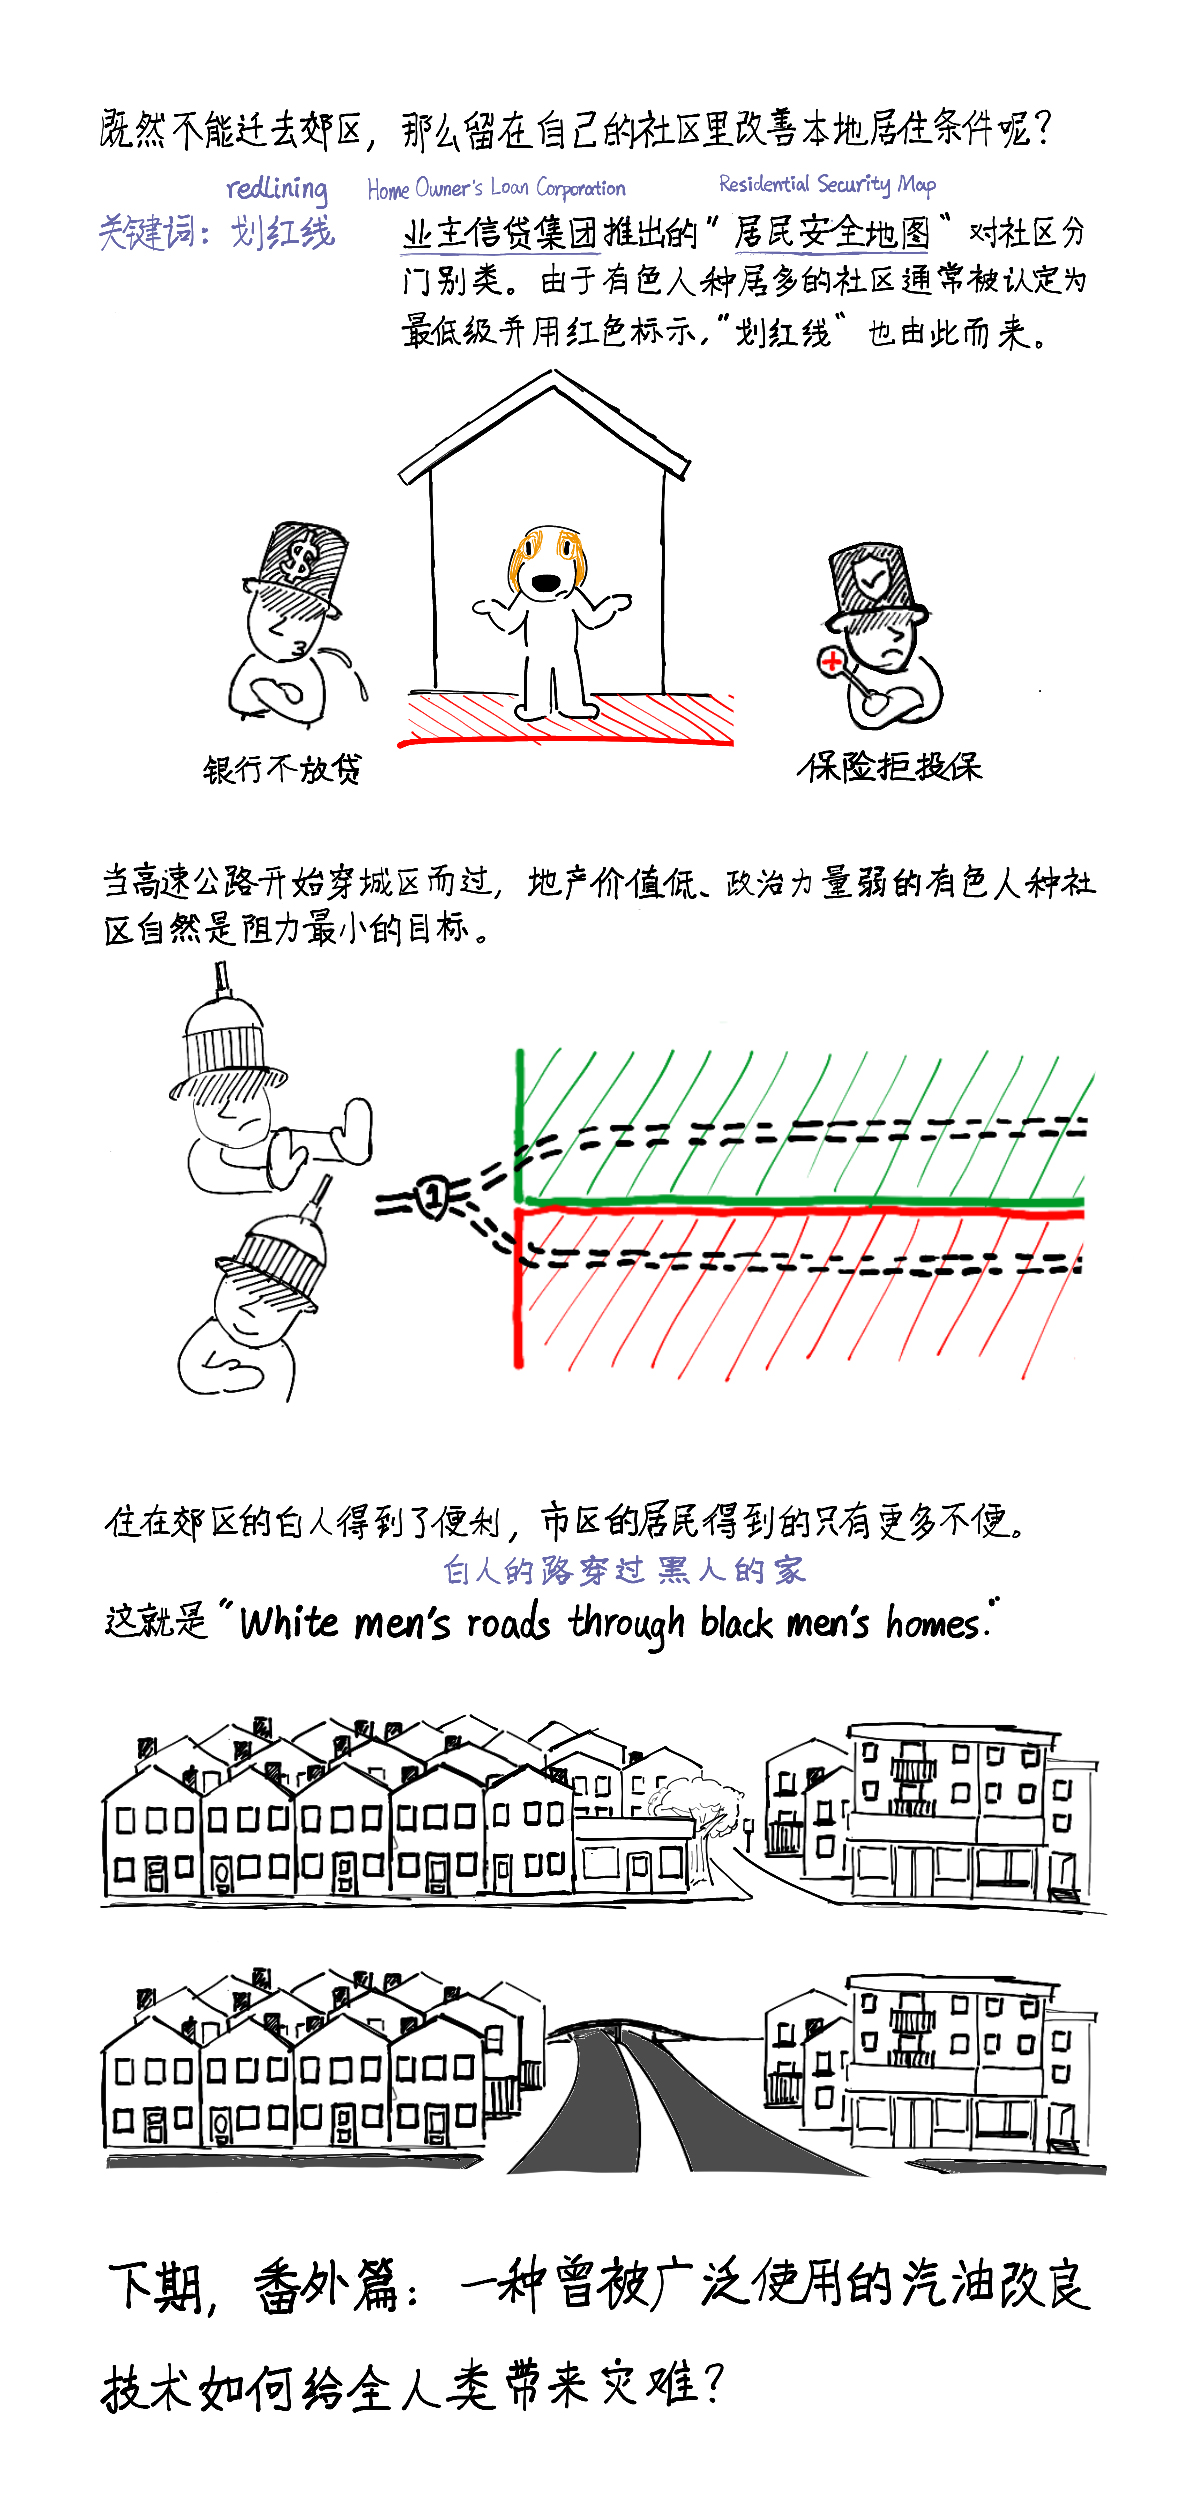 既然不能迁去郊区，那么留在自己的社区里改善本地居住条件呢？
redlining Home Owner's Loan Corporation Residential Security Map
关键词：划红线 业主信贷集团推出的“居民安全地图“对社区分
门别类。由于有色人种居多的社区通常被认定为
最低级并用红色标示，“划红线“也由此而来。
$
银行不放贷
保险拒投保
当高速公路开始穿城区而过，地产价值低、政治力量弱的有色人种社
区自然是阻力最小的目标。
1
住在郊区的白人得到了便利，市区的居民得到的只有更多不便。
白人的路穿过黑人的家
这就是“White men's roads through black men's homes.“
下期，番外篇：一种曾被广泛使用的汽油改良
技术如何给全人类带来灾难？